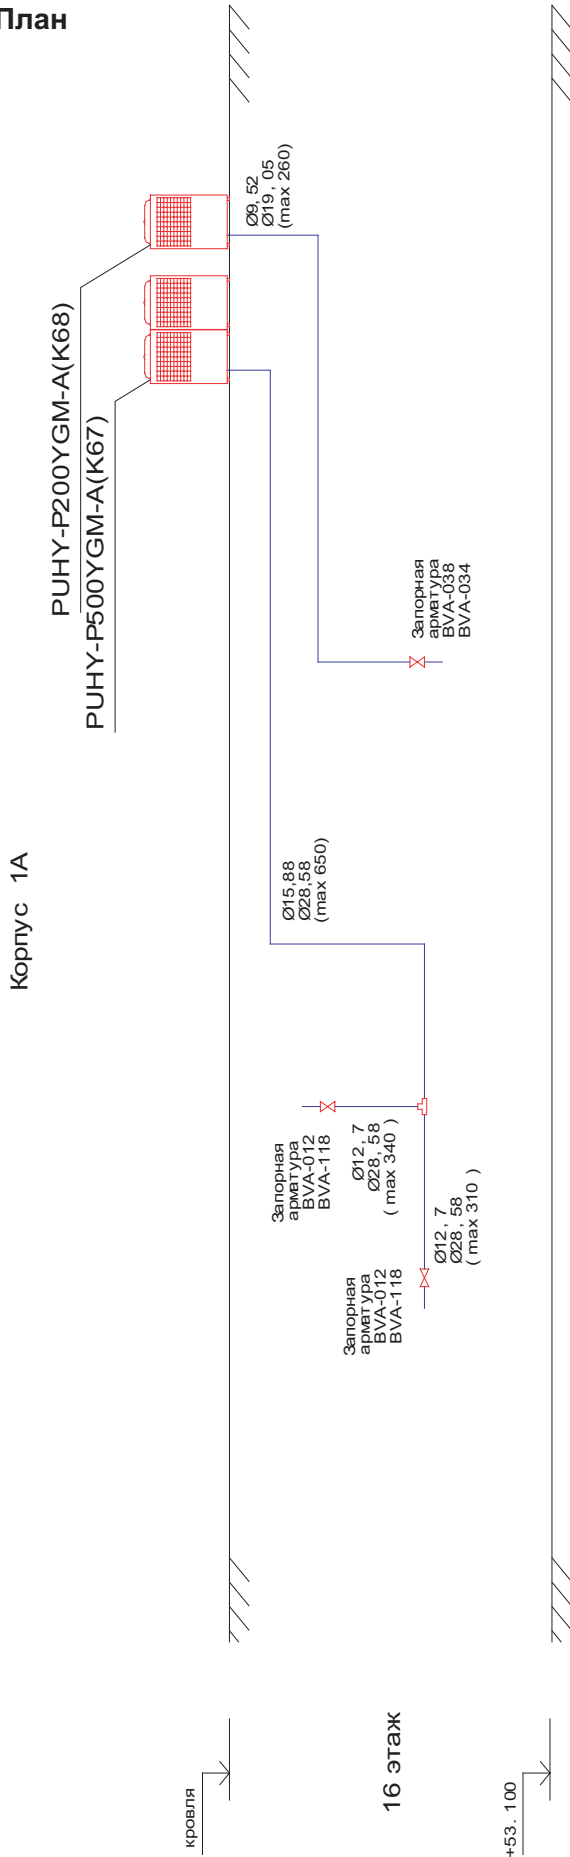 План
Корпус 1А
PUHY-P200YGM-A(K68)
PUHY-P500YGM-A(K67)
Ø9, 52
Ø19, 05
(max 260)
Запорная
арматура
BVA-038
BVA-034
Ø15,88
Ø28,58
(max 650)
Запорная
арматура
BVA-012
BVA-118
Ø12, 7
Ø28, 58
( max 340 )
Запорная
арматура
BVA-012
BVA-118
Ø12, 7
Ø28, 58
( max 310 )
кровля
16 этаж
+53. 100